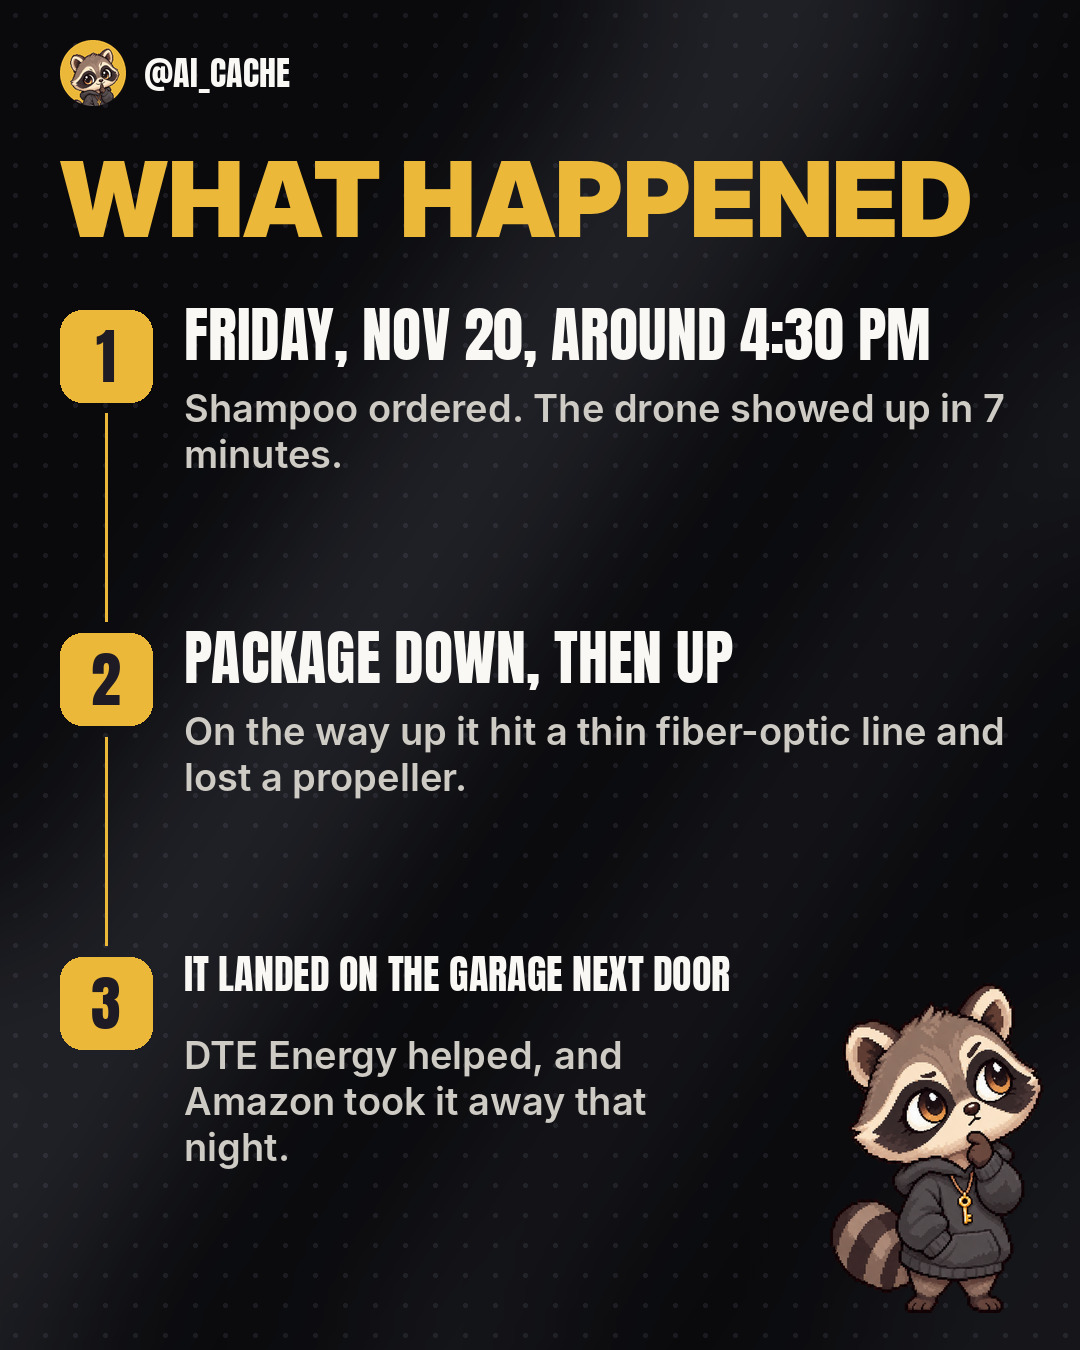 @AI_CACHE
WHAT HAPPENED
1
FRIDAY, NOV 20, AROUND 4:30 PM
Shampoo ordered. The drone showed up in 7
minutes.
2
PACKAGE DOWN, THEN UP
On the way up it hit a thin fiber-optic line and
lost a propeller.
3
IT LANDED ON THE GARAGE NEXT DOOR
DTE Energy helped, and
Amazon took it away that
night.